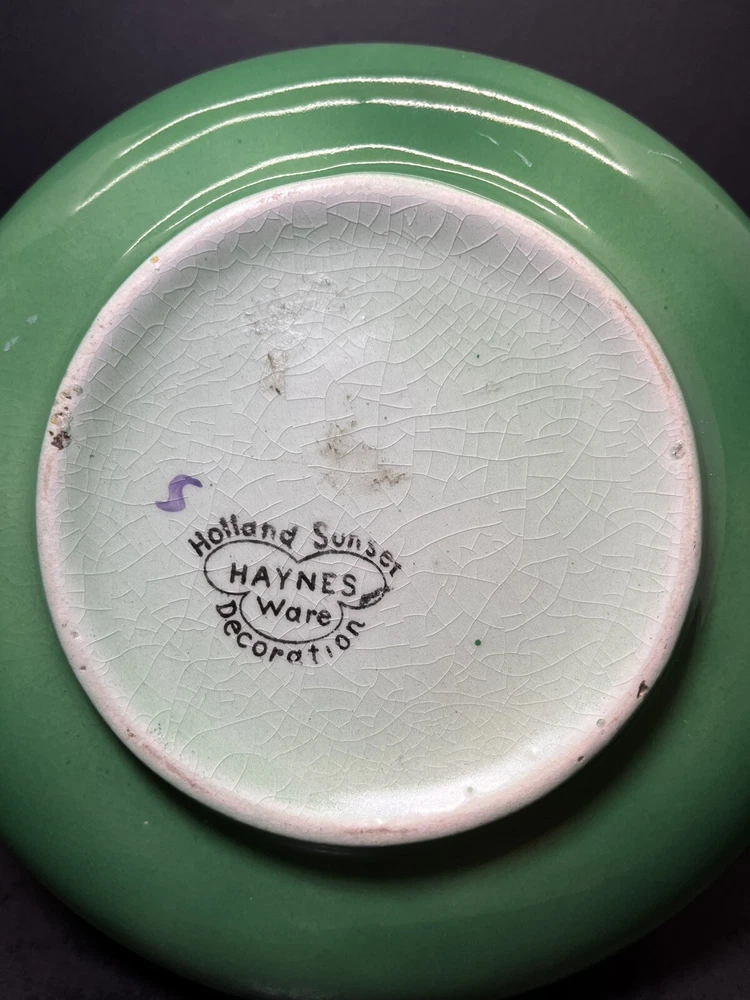 Holland Sunset
HAYNES
Ware
Decoration